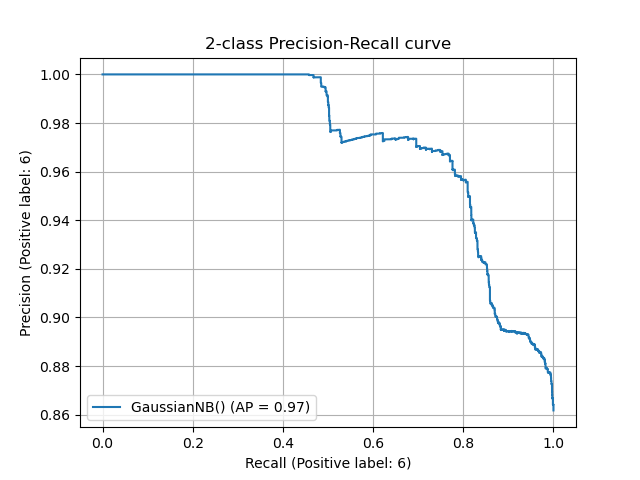 2-class Precision-Recall curve
1.00
0.98
0.96
0.94
0.92
0.90
0.88
0.86
Precision (Positive label: 6)
GaussianNB() (AP = 0.97)
0.0 0.2 0.4 0.6 0.8 1.0
Recall (Positive label: 6)